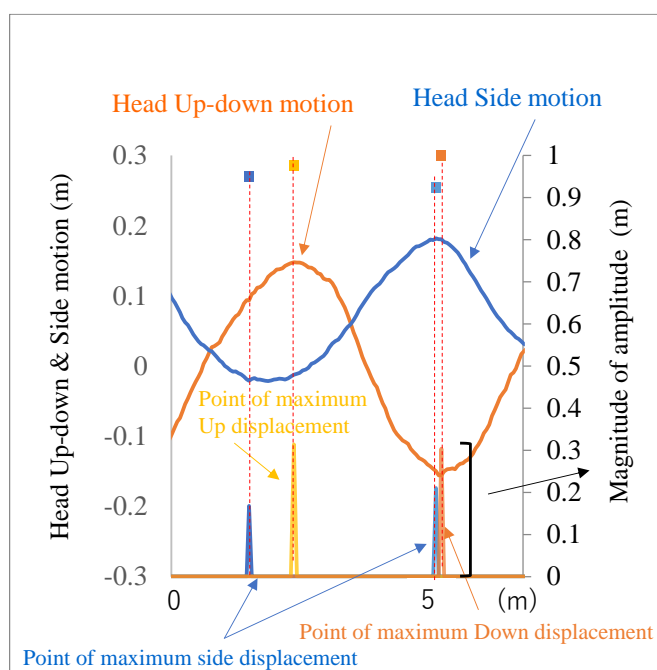 Head Up-down motion
Head Side motion
Head Up-down & Side motion (m)
0.3
0.2
0.1
0
-0.1
-0.2
-0.3
1
0.9
0.8
0.7
0.6
0.5
0.4
0.3
0.2
0.1
0
Magnitude of amplitude (m)
Point of maximum
Up displacement
0
5
(m)
Point of maximum Down displacement
Point of maximum side displacement